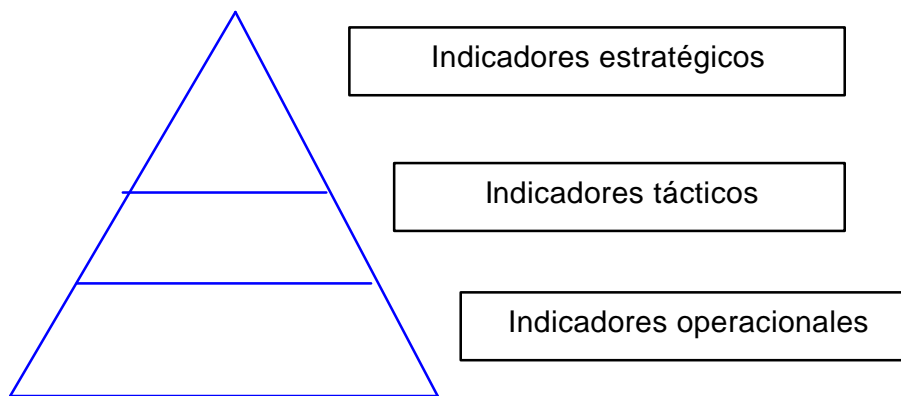 Indicadores estratégicos
Indicadores tácticos
Indicadores operacionales